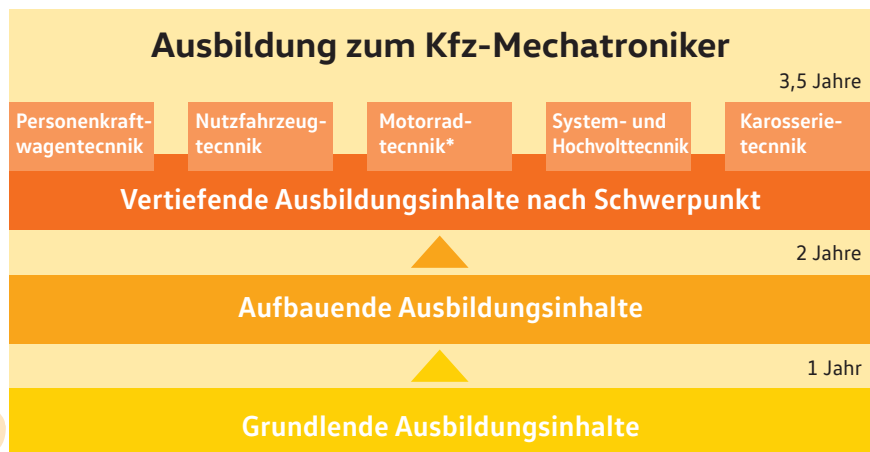 Ausbildung zum Kfz-Mechatroniker
3,5 Jahre
Personenkraft-
wagentecnnik
Nutzfahrzeug-
tecnnik
Motorrad-
tecnnik*
System- und
Hochvolttecnnik
Karosserie-
tecnnik
Vertiefende Ausbildungsinhalte nach Schwerpunkt
2 Jahre
Aufbauende Ausbildungsinhalte
1 Jahr
Grundlende Ausbildungsinhalte